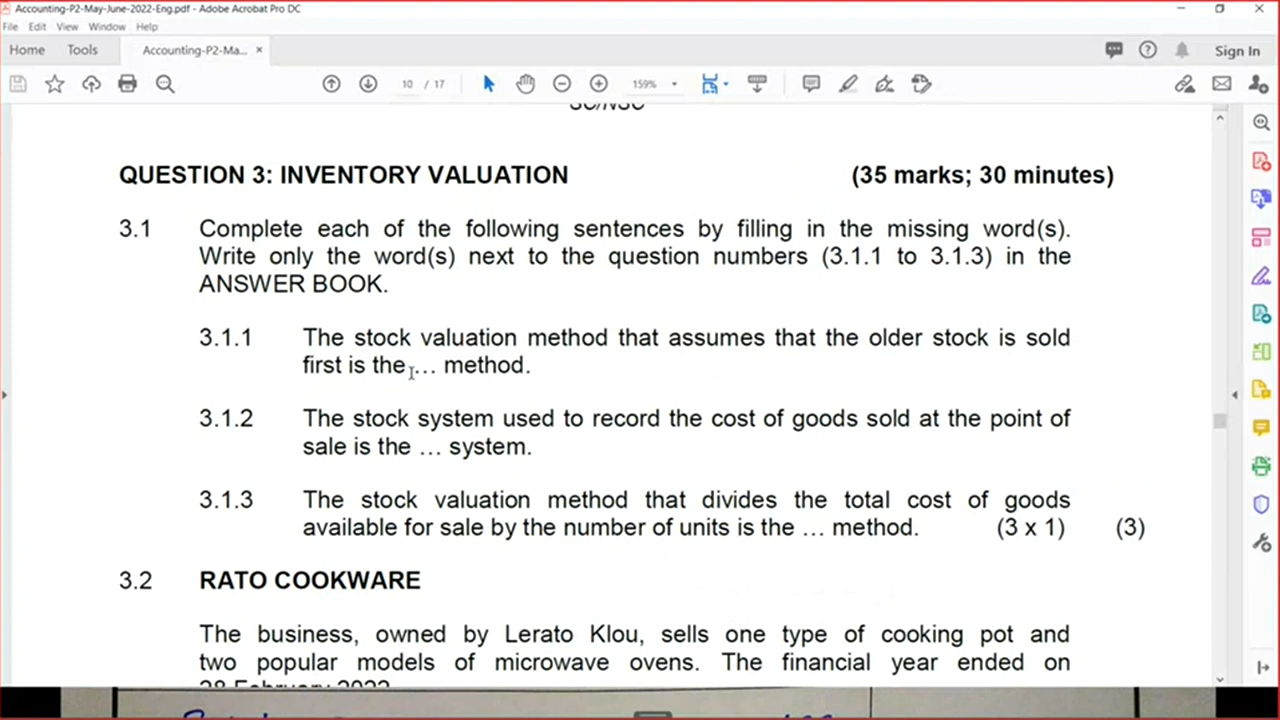 Accounting-P2-May-June-2022-Eng.pdf - Adobe Acrobat Pro DC
File Edit View Window Help
Home Tools Accounting-P2-Ma... × Sign In
10 / 17 159%
SC/NSC
QUESTION 3: INVENTORY VALUATION (35 marks; 30 minutes)
3.1 Complete each of the following sentences by filling in the missing word(s).
Write only the word(s) next to the question numbers (3.1.1 to 3.1.3) in the
ANSWER BOOK.
3.1.1 The stock valuation method that assumes that the older stock is sold
first is the … method.
3.1.2 The stock system used to record the cost of goods sold at the point of
sale is the … system.
3.1.3 The stock valuation method that divides the total cost of goods
available for sale by the number of units is the … method. (3 x 1) (3)
3.2 RATO COOKWARE
The business, owned by Lerato Klou, sells one type of cooking pot and
two popular models of microwave ovens. The financial year ended on
28 February 2022